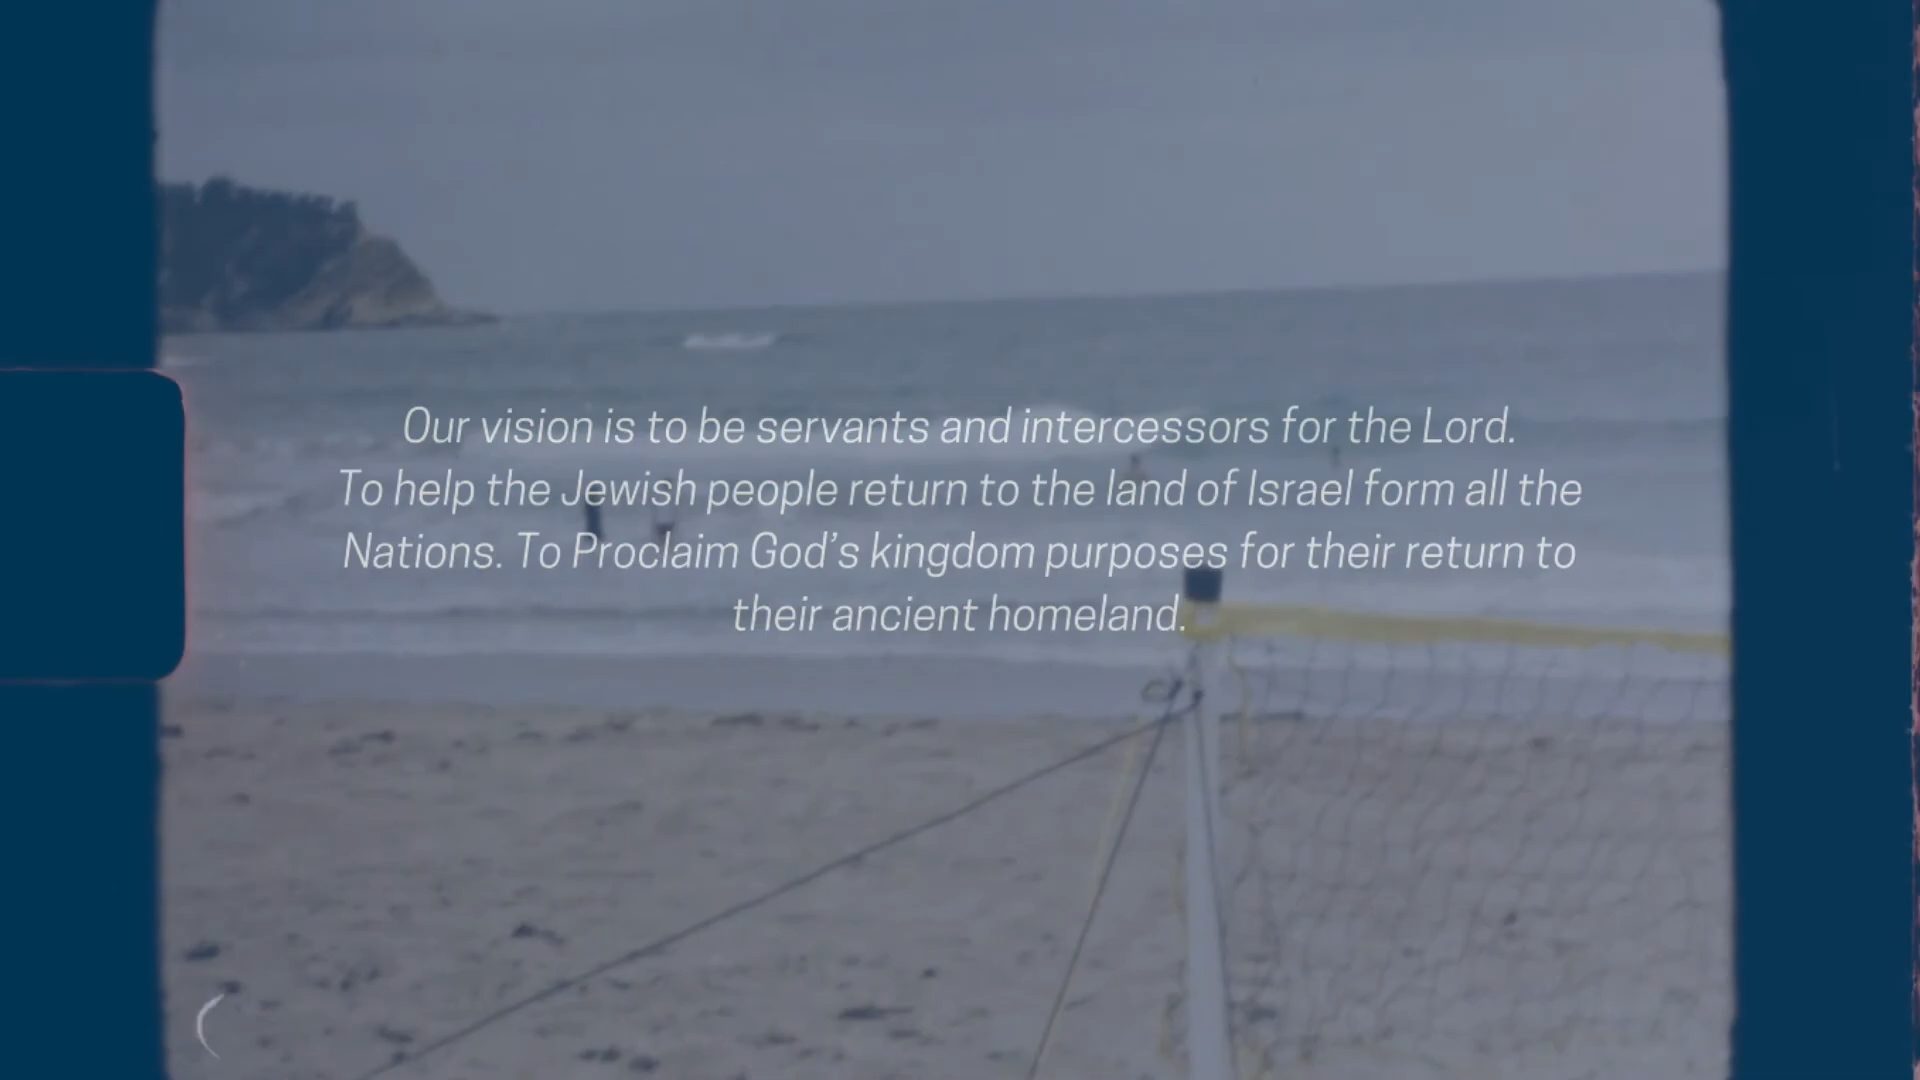 Our vision is to be servants and intercessors for the Lord.
To help the Jewish people return to the land of Israel form all the
Nations. To Proclaim God's kingdom purposes for their return to
their ancient homeland.